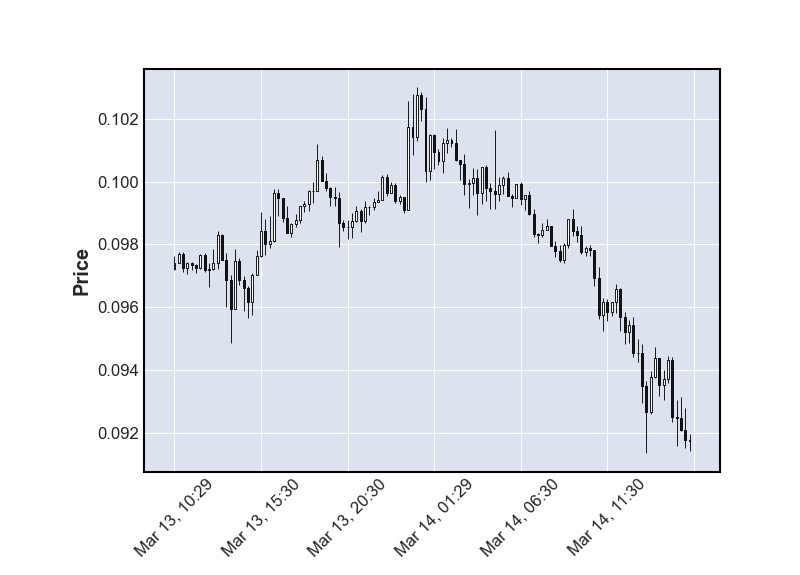 Price
0.102
0.100
0.098
0.096
0.094
0.092
Mar 13, 10:29
Mar 13, 15:30
Mar 13, 20:30
Mar 14, 01:29
Mar 14, 06:30
Mar 14, 11:30